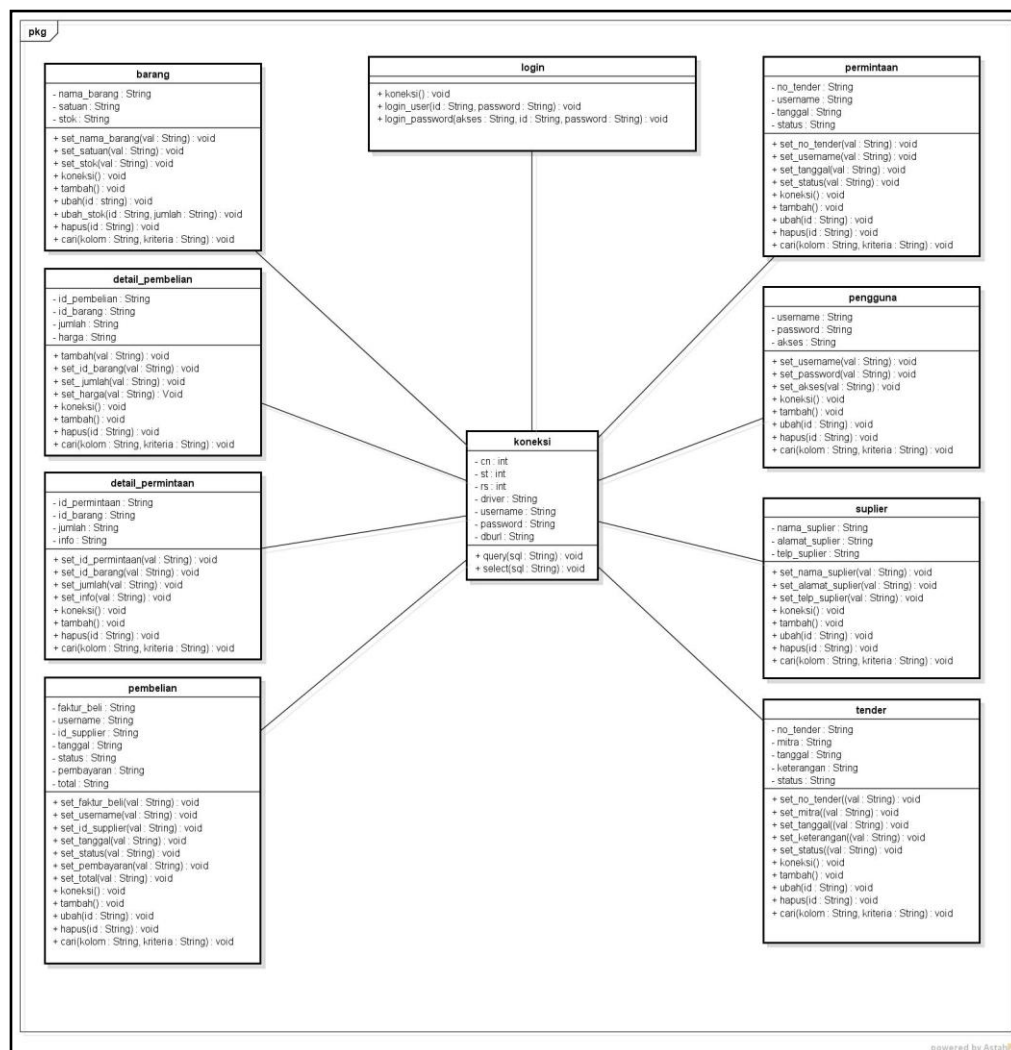 pkg
barang
- nama_barang : String
- satuan : String
- stok : String
+ set_nama_barang(val : String) : void
+ set_satuan(val : String) : void
+ set_stok(val : String) : void
+ koneksi() : void
+ tambah() : void
+ ubah(id : string) : void
+ ubah_stok(id : String, jumlah : String) : void
+ hapus(id : String) : void
+ cari(kolom : String, kriteria : String) : void
login
+ koneksi() : void
+ login_user(id : String, password : String) : void
+ login_password(akses : String, id : String, password : String) : void
permintaan
- no_tender : String
- username : String
- tanggal : String
- status : String
+ set_no_tender(val : String) : void
+ set_username(val : String) : void
+ set_tanggal(val : String) : void
+ set_status(val : String) : void
+ koneksi() : void
+ tambah() : void
+ ubah(id : String) : void
+ hapus(id : String) : void
+ cari(kolom : String, kriteria : String) : void
detail_pembelian
- id_pembelian : String
- id_barang : String
- jumlah : String
- harga : String
+ tambah(val : String) : void
+ set_id_barang(val : String) : void
+ set_ jumlah(val : String) : void
+ set_harga(val : String) : Void
+ koneksi() : void
+ tambah() : void
+ hapus(id : String) : void
+ cari(kolom : String, kriteria : String) : void
pengguna
- username : String
- password : String
- akses : String
+ set_username(val : String) : void
+ set_password(val : String) : void
+ set_akses(val : String) : void
+ koneksi() : void
+ tambah() : void
+ ubah(id : String) : void
+ hapus(id : String) : void
+ cari(kolom : String, kriteria : String) : void
koneksi
- cn : int
- st : int
- rs : int
- driver : String
- username : String
- password : String
- dburl : String
+ query(sql : String) : void
+ select(sql : String) : void
detail_permintaan
- id_permintaan : String
- id_barang : String
- jumlah : String
- info : String
+ set_id_permintaan(val : String) : void
+ set_id_barang(val : String) : void
+ set_jumlah(val : String) : void
+ set_info(val : String) : void
+ koneksi() : void
+ tambah() : void
+ hapus(id : String) : void
+ cari(kolom : String, kriteria : String) : void
suplier
- nama_suplier : String
- alamat_suplier : String
- telp_suplier : String
+ set_nama_suplier(val : String) : void
+ set_alamat_suplier(val : String) : void
+ set_telp_suplier(val : String) : void
+ koneksi() : void
+ tambah() : void
+ ubah(id : String) : void
+ hapus(id : String) : void
+ cari(kolom : String, kriteria : String) : void
pembelian
- faktur_beli : String
- username : String
- id_supplier : String
- tanggal : String
- status : String
- pembayaran : String
- total : String
+ set_faktur_beli(val : String) : void
+ set_username(val : String) : void
+ set_id_supplier(val : String) : void
+ set_tanggal(val : String) : void
+ set_status(val : String) : void
+ set_pembayaran(val : String) : void
+ set_total(val : String) : void
+ koneksi() : void
+ tambah() : void
+ ubah(id : String) : void
+ hapus(id : String) : void
+ cari(kolom : String, kriteria : String) : void
tender
- no_tender : String
- mitra : String
- tanggal : String
- keterangan : String
- status : String
+ set_no_tender((val : String) : void
+ set_mitra((val : String) : void
+ set_tanggal((val : String) : void
+ set_keterangan((val : String) : void
+ set_status((val : String) : void
+ koneksi() : void
+ tambah() : void
+ ubah(id : String) : void
+ hapus(id : String) : void
+ cari(kolom : String, kriteria : String) : void
powered by